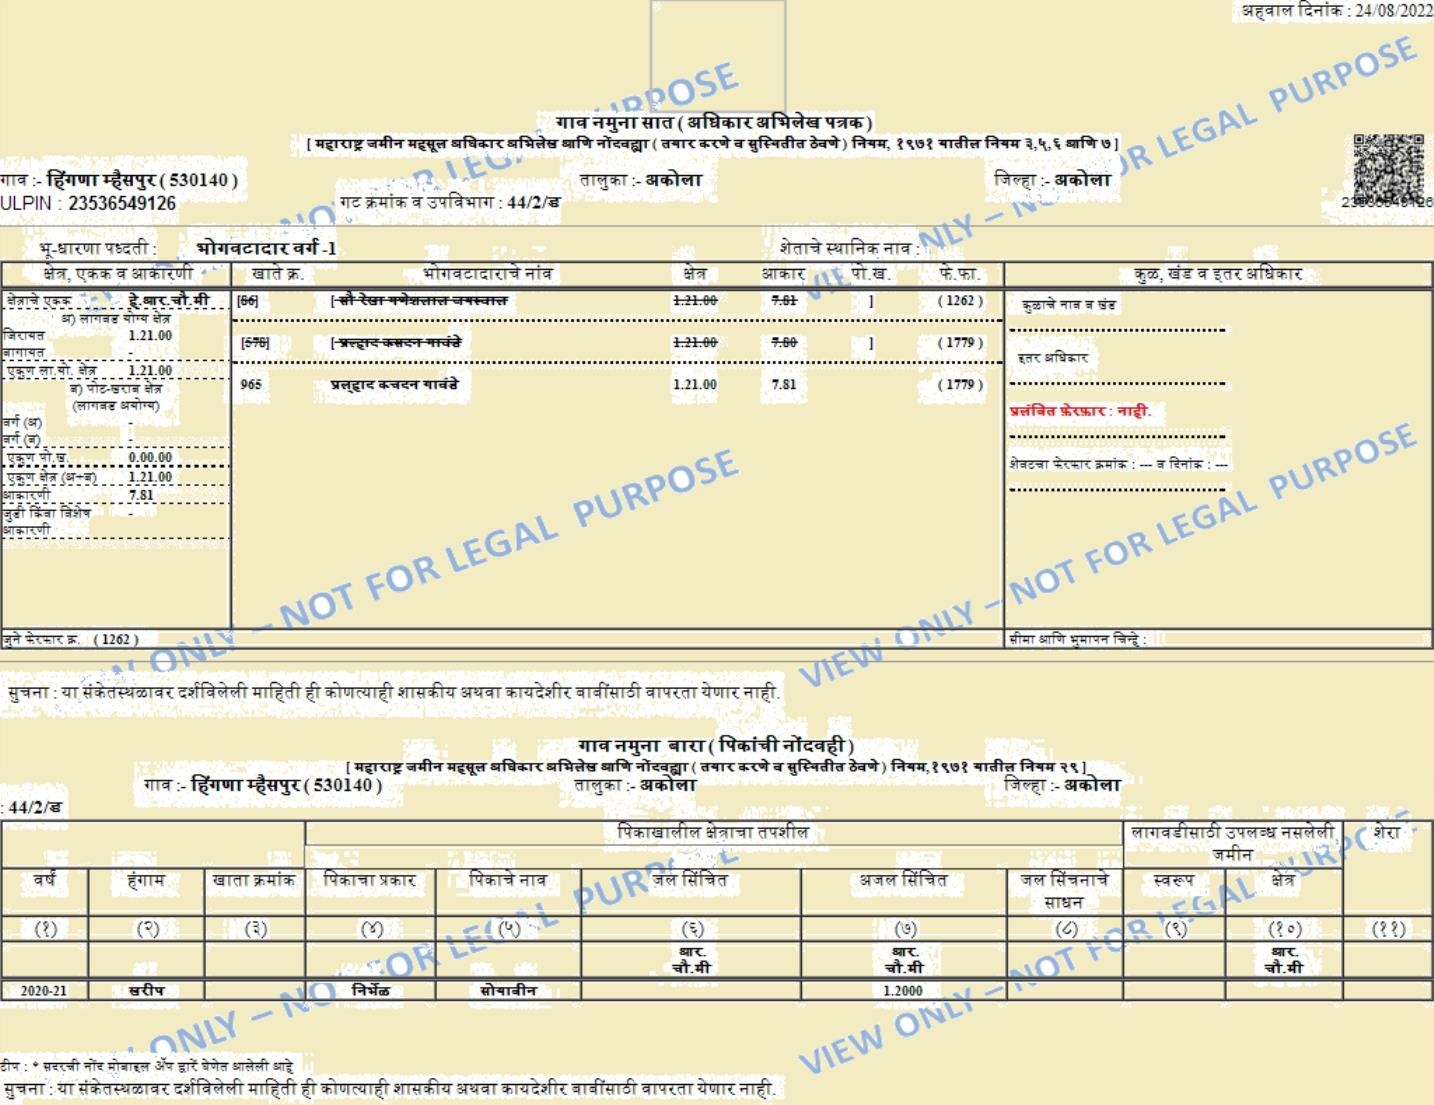 अहवाल दिनांक : 24/08/2022
गाव नमुना सात ( अधिकार अभिलेख पत्रक )
[ महाराष्ट्र जमीन महसूल अधिकार अभिलेख आणि नोंदवह्या ( तयार करणे व सुस्थितीत ठेवणे ) नियम, १९७१ यातील नियम ३,५,६ आणि ७ ]
गाव :- हिंगणा म्हैसपुर ( 530140 ) तालुका :- अकोला जिल्हा :- अकोला
ULPIN : 23536549126 गट क्रमांक व उपविभाग : 44/2/ड 23536549126
भू-धारणा पध्दती : भोगवटादार वर्ग -1 शेताचे स्थानिक नाव :
क्षेत्र, एकक व आकारणी खाते क्र. भोगवटादाराचे नांव क्षेत्र आकार पो.ख. फे.फा. कुळ, खंड व इतर अधिकार
क्षेत्राचे एकक हे.आर.चौ.मी [86] [ सौ रेखा गणेशलाल जयस्वाल 1.21.00 7.81 ] ( 1262 ) कुळाचे नाव व खंड
अ) लागवड योग्य क्षेत्र
जिरायत 1.21.00 [578] [ प्रल्हाद गावंडे 1.21.00 7.80 ] ( 1779 )
बागायत -
इतर अधिकार
एकूण ला.यो. क्षेत्र 1.21.00
ब) पोट-खराब क्षेत्र 965 प्रल्हाद गावंडे 1.21.00 7.81 ( 1779 )
(लागवड अयोग्य)
प्रलंबित फ़ेरफ़ार : नाही.
वर्ग (अ) -
वर्ग (ब) -
एकूण पो.ख. 0.00.00
शेवटचा फेरफार क्रमांक : --- व दिनांक : ---
एकूण क्षेत्र (अ+ब) 1.21.00
आकारणी 7.81
जुडी किंवा विशेष -
आकारणी
जुने फेरफार क्र. ( 1262 ) सीमा आणि भुमापन चिन्हे :
सुचना : या संकेतस्थळावर दर्शविलेली माहिती ही कोणत्याही शासकीय अथवा कायदेशीर बाबींसाठी वापरता येणार नाही.
गाव नमुना बारा ( पिकांची नोंदवही )
[ महाराष्ट्र जमीन महसूल अधिकार अभिलेख आणि नोंदवह्या ( तयार करणे व सुस्थितीत ठेवणे ) नियम,१९७१ यातील नियम २९ ]
गाव :- हिंगणा म्हैसपुर ( 530140 ) तालुका :- अकोला जिल्हा :- अकोला
: 44/2/ड
पिकाखालील क्षेत्राचा तपशील लागवडीसाठी उपलब्ध नसलेली शेरा
जमीन
वर्ष हंगाम खाता क्रमांक पिकाचा प्रकार पिकाचे नाव जल सिंचित अजल सिंचित जल सिंचनाचे स्वरूप क्षेत्र
साधन
(१) (२) (३) (४) (५) (६) (७) (८) (९) (१०) (११)
आर. आर. आर.
चौ.मी चौ.मी चौ.मी
2020-21 खरीप निर्भेळ सोयाबीन 1.2000
टीप : * सदरची नोंद मोबाइल ॲप द्वारे घेणेत आलेली आहे
सुचना : या संकेतस्थळावर दर्शविलेली माहिती ही कोणत्याही शासकीय अथवा कायदेशीर बाबींसाठी वापरता येणार नाही.
VIEW ONLY – NOT FOR LEGAL PURPOSE